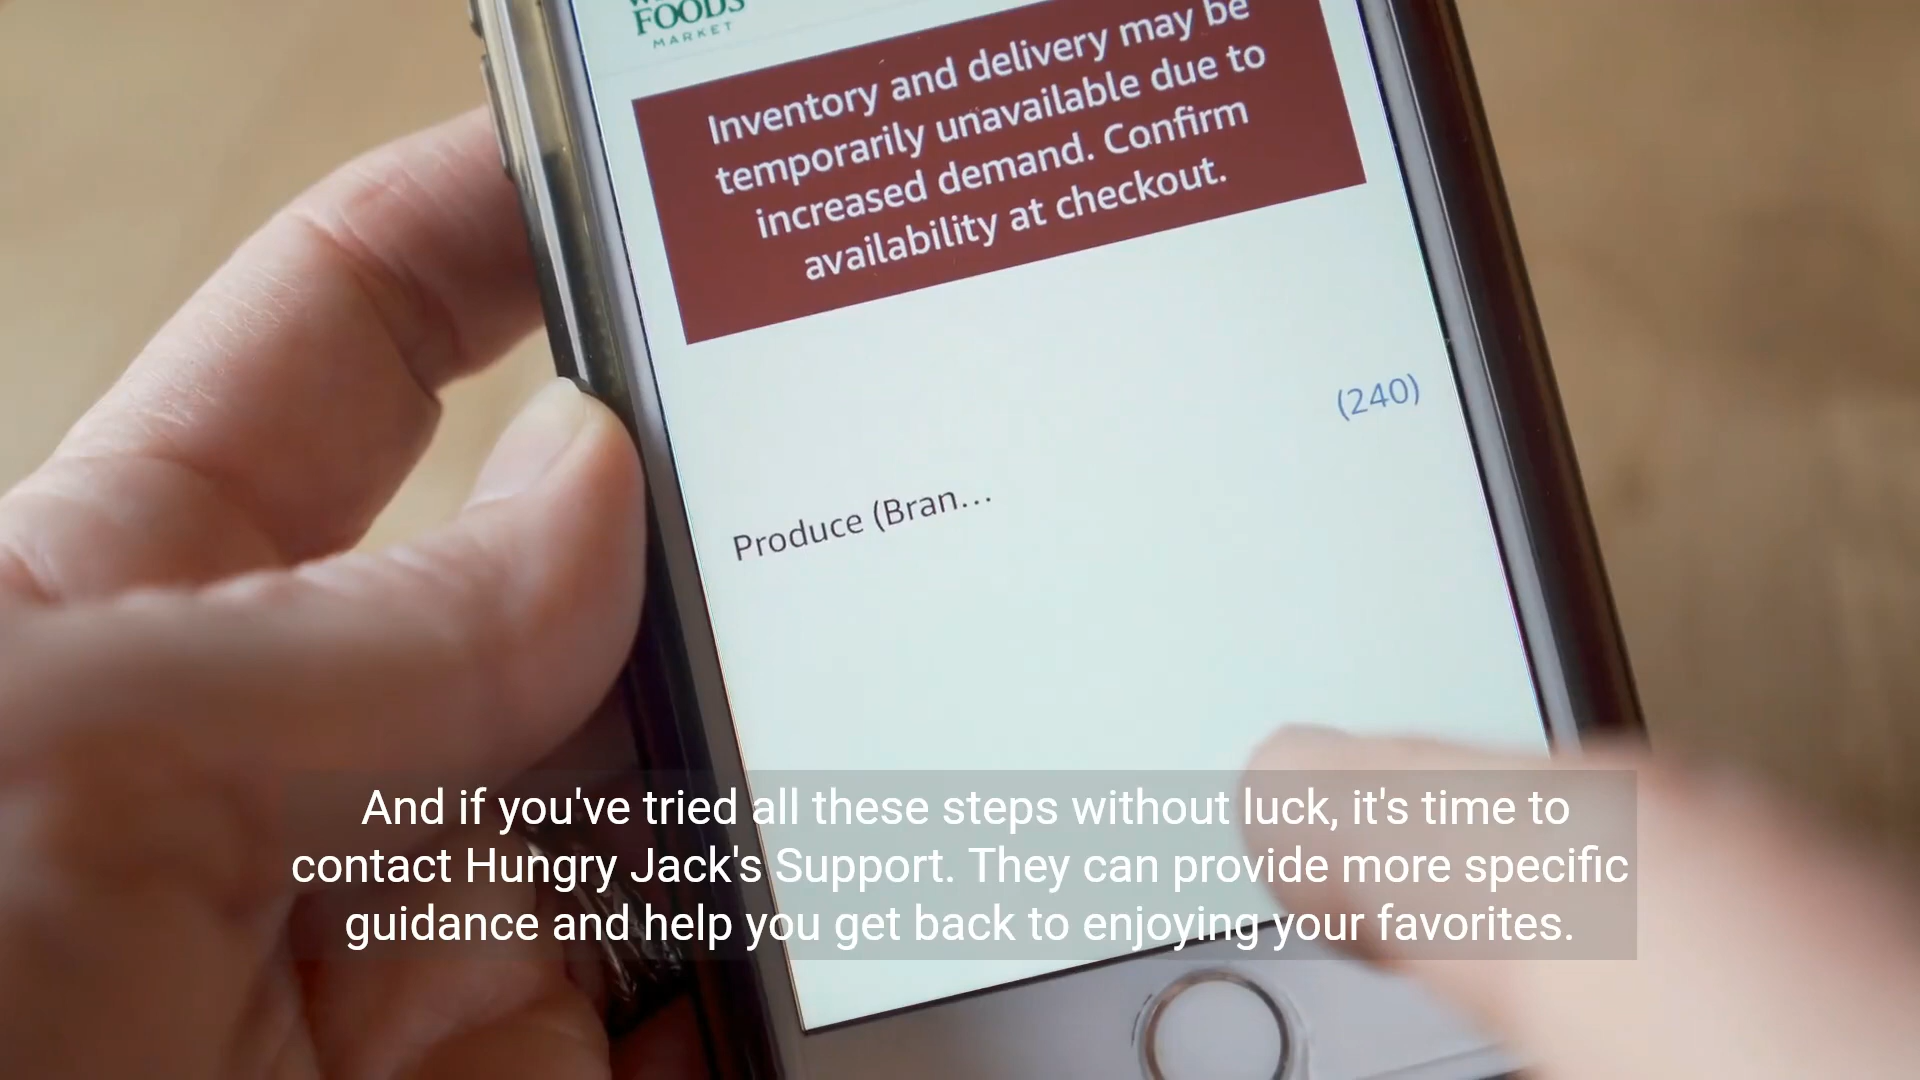 FOODS
MARKET
Inventory and delivery may be
temporarily unavailable due to
increased demand. Confirm
availability at checkout.
(240)
Produce (Bran...
And if you've tried all these steps without luck, it's time to
contact Hungry Jack's Support. They can provide more specific
guidance and help you get back to enjoying your favorites.